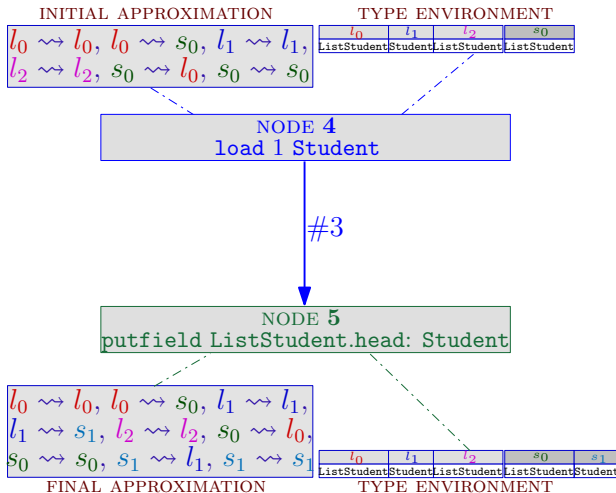 INITIAL APPROXIMATION
l₀ ⇝ l₀, l₀ ⇝ s₀, l₁ ⇝ l₁,
l₂ ⇝ l₂, s₀ ⇝ l₀, s₀ ⇝ s₀
TYPE ENVIRONMENT
l₀ l₁ l₂ s₀
ListStudent Student ListStudent ListStudent
NODE 4
load 1 Student
#3
NODE 5
putfield ListStudent.head: Student
l₀ ⇝ l₀, l₀ ⇝ s₀, l₁ ⇝ l₁,
l₁ ⇝ s₁, l₂ ⇝ l₂, s₀ ⇝ l₀,
s₀ ⇝ s₀, s₁ ⇝ l₁, s₁ ⇝ s₁
FINAL APPROXIMATION
l₀ l₁ l₂ s₀ s₁
ListStudent ListStudent ListStudent ListStudent Student
TYPE ENVIRONMENT